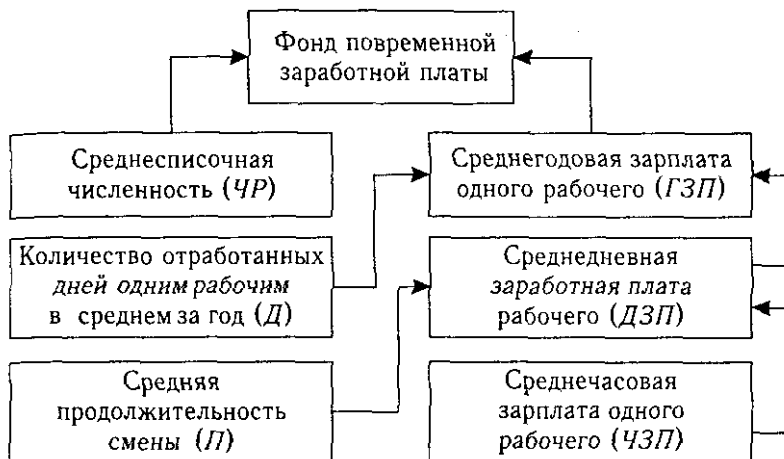 Фонд повременной
заработной платы
Среднесписочная
численность (ЧР)
Среднегодовая зарплата
одного рабочего (ГЗП)
Количество отработанных
дней одним рабочим
в среднем за год (Д)
Среднедневная
заработная плата
рабочего (ДЗП)
Средняя
продолжительность
смены (П)
Среднечасовая
зарплата одного
рабочего (ЧЗП)